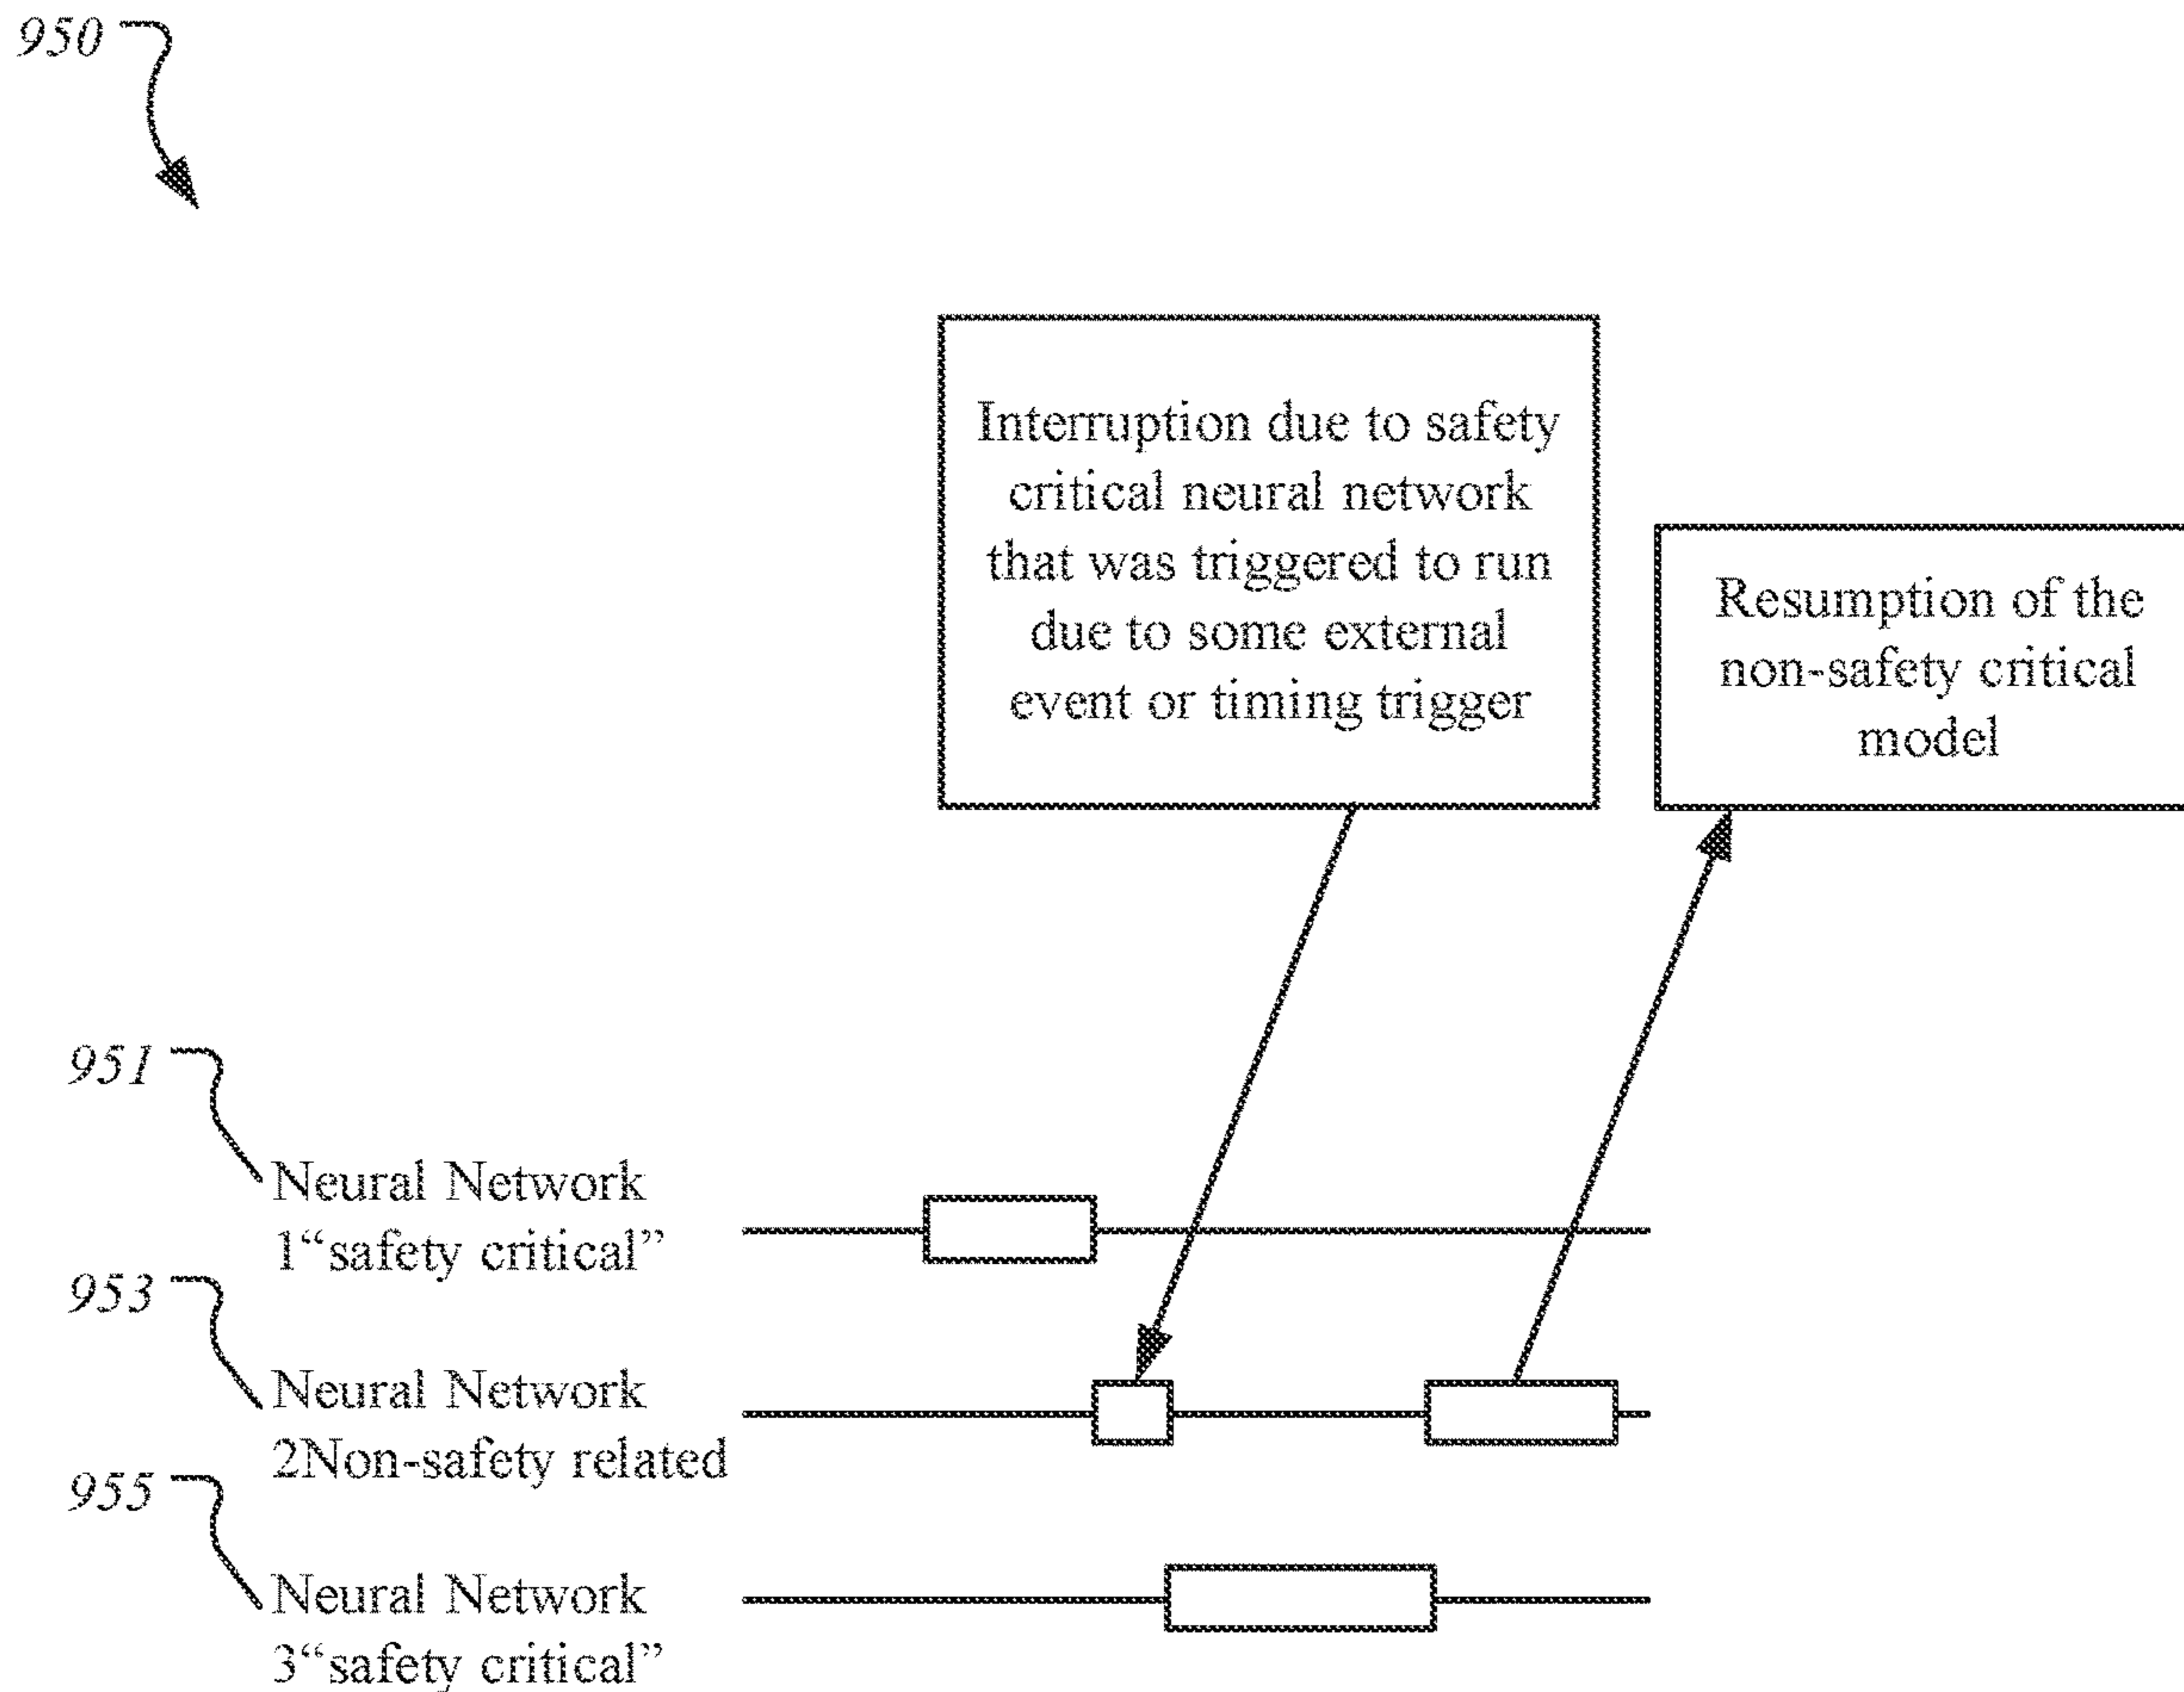 950
Interruption due to safety
critical neural network
that was triggered to run
due to some external
event or timing trigger
Resumption of the
non-safety critical
model
951
Neural Network
1“safety critical”
953
Neural Network
2Non-safety related
955
Neural Network
3“safety critical”